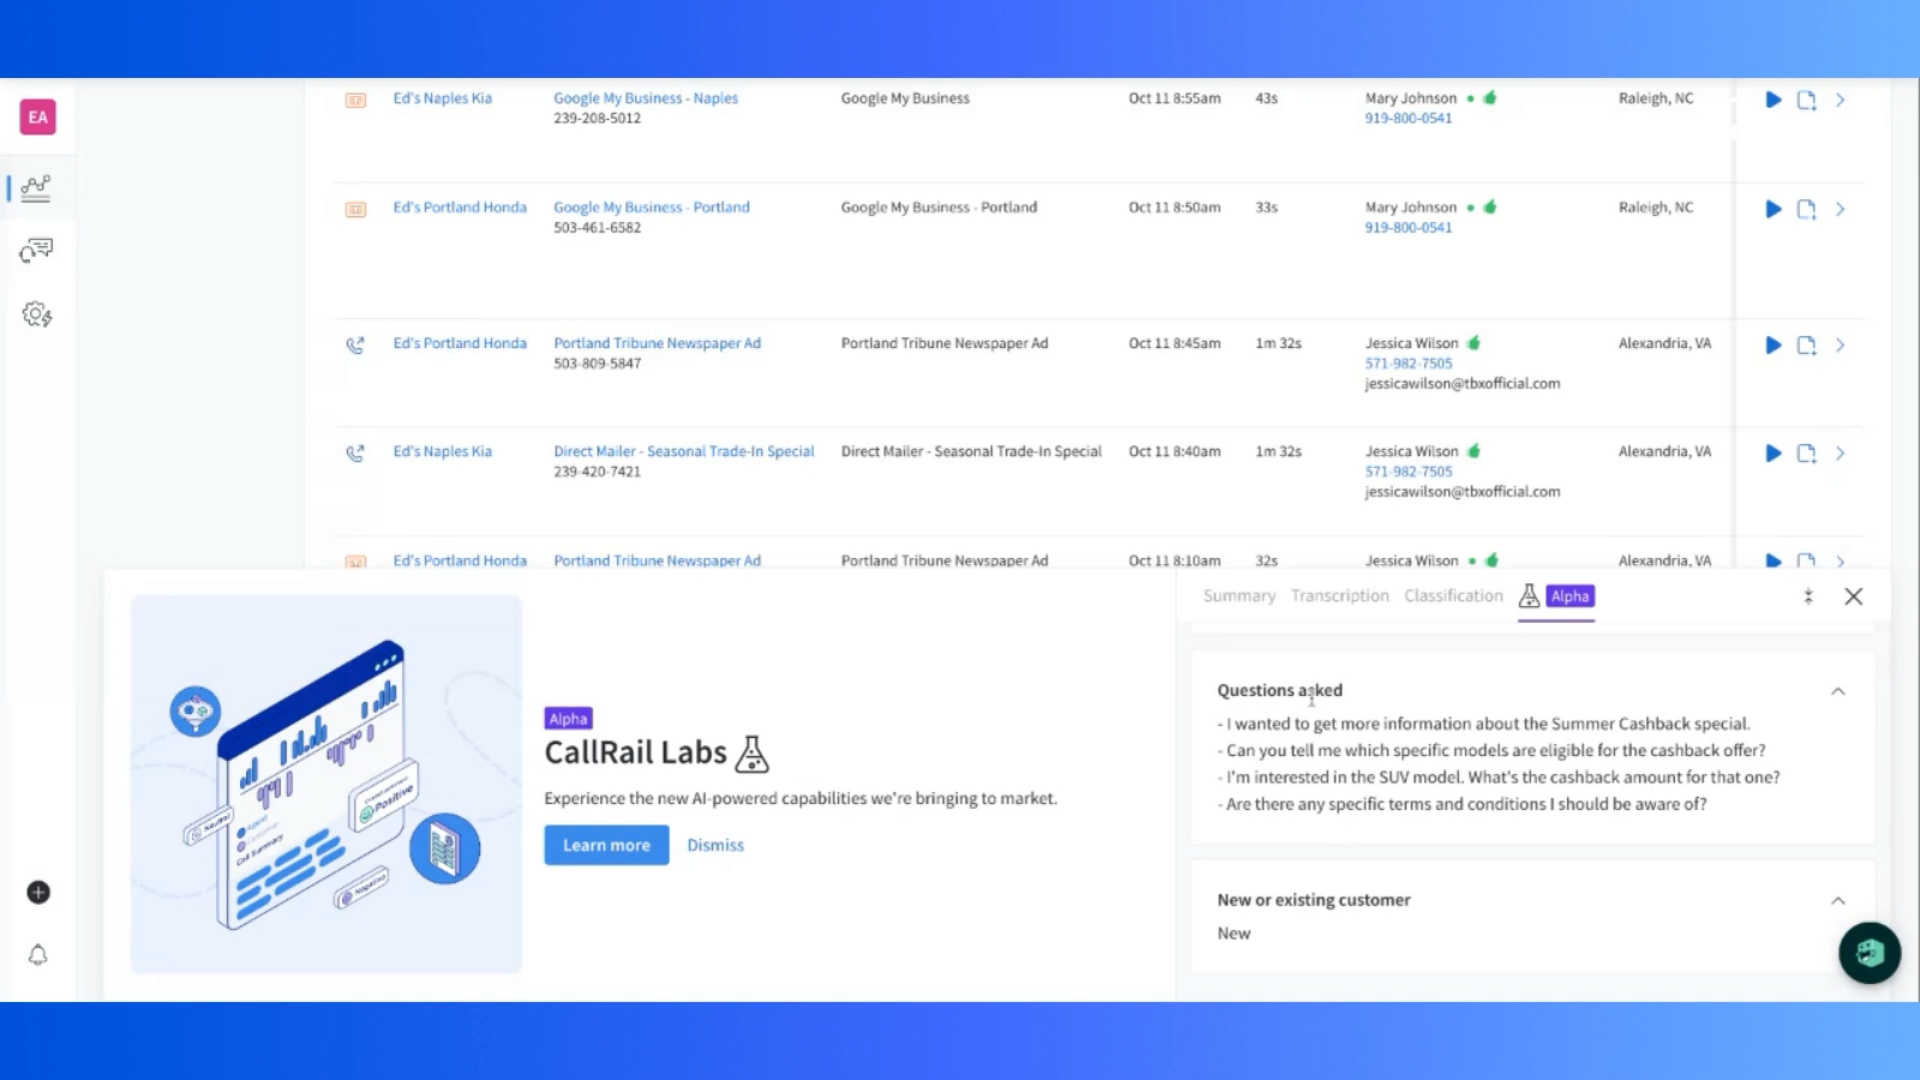 EA
Ed's Naples Kia
Google My Business - Naples
239-208-5012
Google My Business
Oct 11 8:55am
43s
Mary Johnson
919-800-0541
Raleigh, NC
Ed's Portland Honda
Google My Business - Portland
503-461-6582
Google My Business - Portland
Oct 11 8:50am
33s
Mary Johnson
919-800-0541
Raleigh, NC
Ed's Portland Honda
Portland Tribune Newspaper Ad
503-809-5847
Portland Tribune Newspaper Ad
Oct 11 8:45am
1m 32s
Jessica Wilson
571-982-7505
jessicawilson@tbxofficial.com
Alexandria, VA
Ed's Naples Kia
Direct Mailer - Seasonal Trade-In Special
239-420-7421
Direct Mailer - Seasonal Trade-In Special
Oct 11 8:40am
1m 32s
Jessica Wilson
571-982-7505
jessicawilson@tbxofficial.com
Alexandria, VA
Ed's Portland Honda
Portland Tribune Newspaper Ad
Portland Tribune Newspaper Ad
Oct 11 8:10am
32s
Jessica Wilson
Alexandria, VA
Neutral
Agent
Call Summary
Positive
Negative
Alpha
CallRail Labs
Experience the new AI-powered capabilities we're bringing to market.
Learn more
Dismiss
Summary
Transcription
Classification
Alpha
Questions asked
- I wanted to get more information about the Summer Cashback special.
- Can you tell me which specific models are eligible for the cashback offer?
- I'm interested in the SUV model. What's the cashback amount for that one?
- Are there any specific terms and conditions I should be aware of?
New or existing customer
New